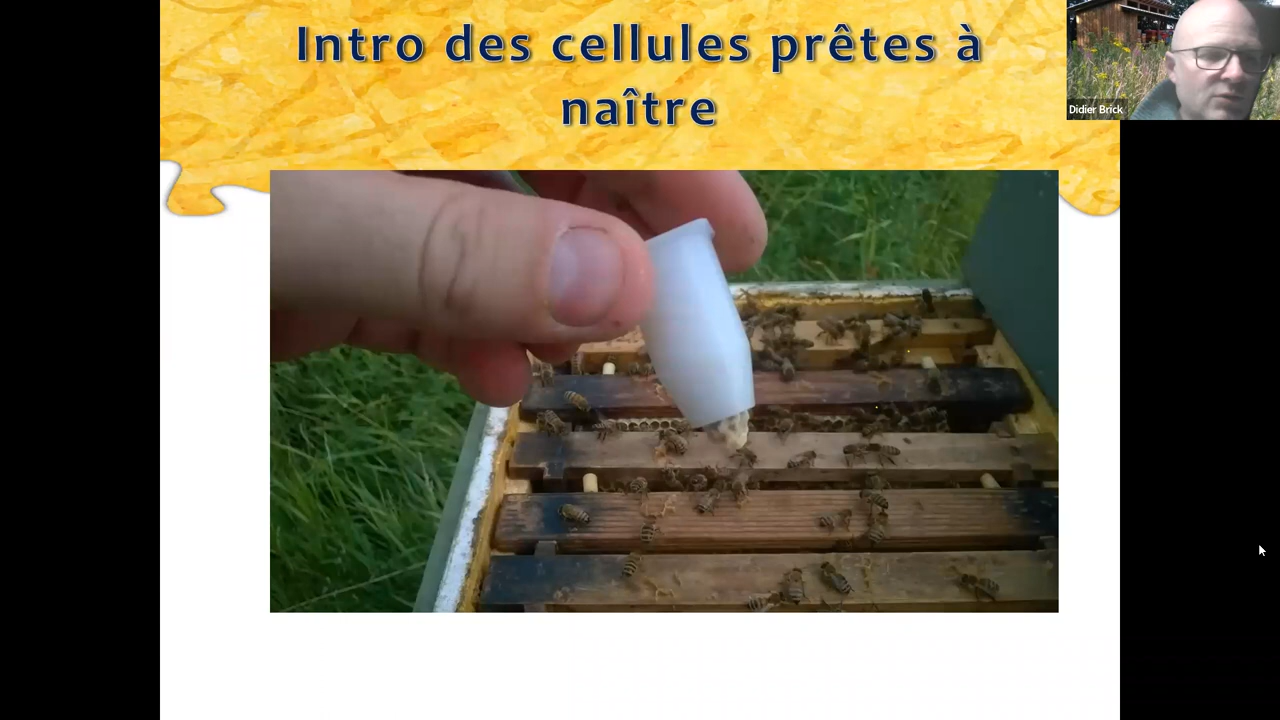 Intro des cellules prêtes à
naître
Didier Brick